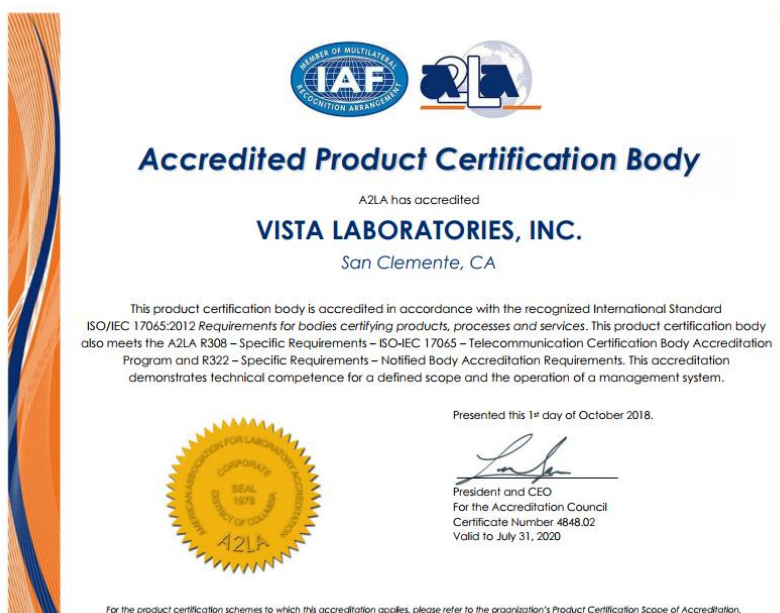 MEMBER OF MULTILATERAL
IAF
RECOGNITION ARRANGEMENT
A2LA
Accredited Product Certification Body
A2LA has accredited
VISTA LABORATORIES, INC.
San Clemente, CA
This product certification body is accredited in accordance with the recognized International Standard
ISO/IEC 17065:2012 Requirements for bodies certifying products, processes and services. This product certification body
also meets the A2LA R308 – Specific Requirements – ISO-IEC 17065 – Telecommunication Certification Body Accreditation
Program and R322 – Specific Requirements – Notified Body Accreditation Requirements. This accreditation
demonstrates technical competence for a defined scope and the operation of a management system.
AMERICAN ASSOCIATION FOR LABORATORY ACCREDITATION
CORPORATE
SEAL
1978
DISTRICT OF COLUMBIA
A2LA
Presented this 1st day of October 2018.
President and CEO
For the Accreditation Council
Certificate Number 4848.02
Valid to July 31, 2020
For the product certification schemes to which this accreditation applies, please refer to the organization's Product Certification Scope of Accreditation.